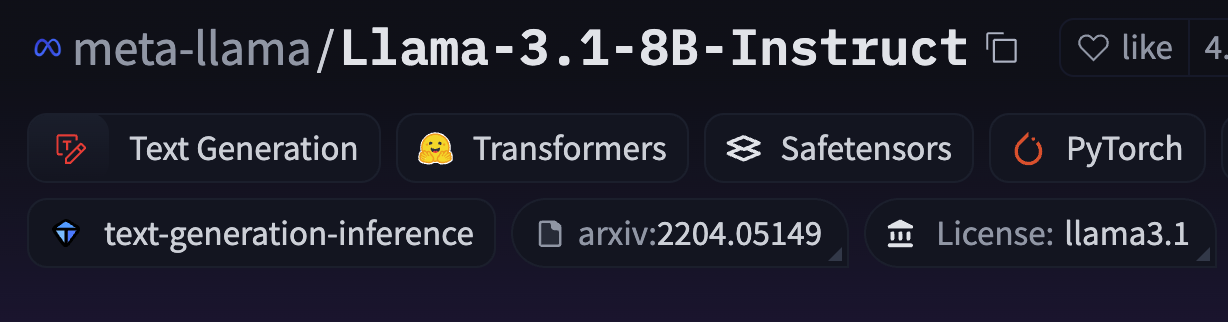 meta-llama/Llama-3.1-8B-Instruct like 4.
Text Generation Transformers Safetensors PyTorch
text-generation-inference arxiv:2204.05149 License: llama3.1